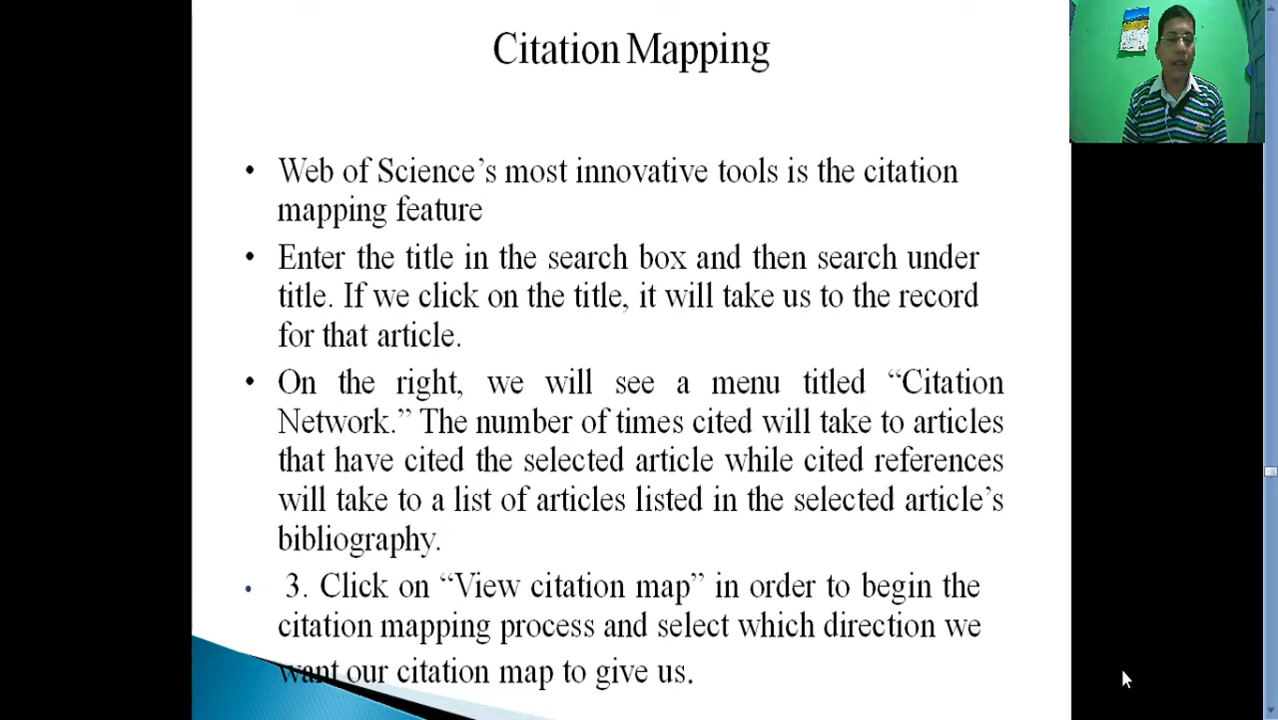 Citation Mapping
• Web of Science’s most innovative tools is the citation
mapping feature
• Enter the title in the search box and then search under
title. If we click on the title, it will take us to the record
for that article.
• On the right, we will see a menu titled “Citation
Network.” The number of times cited will take to articles
that have cited the selected article while cited references
will take to a list of articles listed in the selected article’s
bibliography.
• 3. Click on “View citation map” in order to begin the
citation mapping process and select which direction we
want our citation map to give us.